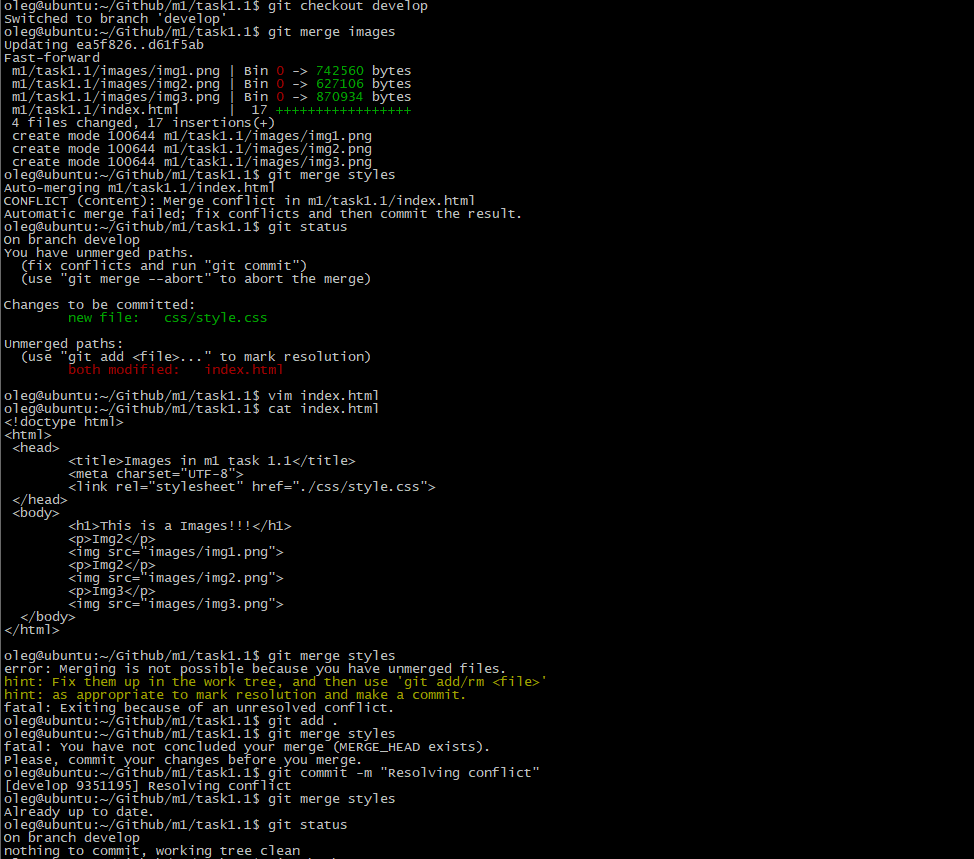 oleg@ubuntu:~/Github/m1/task1.1$ git checkout develop
Switched to branch 'develop'
oleg@ubuntu:~/Github/m1/task1.1$ git merge images
Updating ea5f826..d61f5ab
Fast-forward
 m1/task1.1/images/img1.png | Bin 0 -> 742560 bytes
 m1/task1.1/images/img2.png | Bin 0 -> 627106 bytes
 m1/task1.1/images/img3.png | Bin 0 -> 870934 bytes
 m1/task1.1/index.html      |  17 +++++++++++++++++
 4 files changed, 17 insertions(+)
 create mode 100644 m1/task1.1/images/img1.png
 create mode 100644 m1/task1.1/images/img2.png
 create mode 100644 m1/task1.1/images/img3.png
oleg@ubuntu:~/Github/m1/task1.1$ git merge styles
Auto-merging m1/task1.1/index.html
CONFLICT (content): Merge conflict in m1/task1.1/index.html
Automatic merge failed; fix conflicts and then commit the result.
oleg@ubuntu:~/Github/m1/task1.1$ git status
On branch develop
You have unmerged paths.
  (fix conflicts and run "git commit")
  (use "git merge --abort" to abort the merge)
Changes to be committed:
        new file:   css/style.css
Unmerged paths:
  (use "git add <file>..." to mark resolution)
        both modified:   index.html
oleg@ubuntu:~/Github/m1/task1.1$ vim index.html
oleg@ubuntu:~/Github/m1/task1.1$ cat index.html
<!doctype html>
<html>
 <head>
        <title>Images in m1 task 1.1</title>
        <meta charset="UTF-8">
        <link rel="stylesheet" href="./css/style.css">
 </head>
 <body>
        <h1>This is a Images!!!</h1>
        <p>Img2</p>
        <img src="images/img1.png">
        <p>Img2</p>
        <img src="images/img2.png">
        <p>Img3</p>
        <img src="images/img3.png">
  </body>
</html>
oleg@ubuntu:~/Github/m1/task1.1$ git merge styles
error: Merging is not possible because you have unmerged files.
hint: Fix them up in the work tree, and then use 'git add/rm <file>'
hint: as appropriate to mark resolution and make a commit.
fatal: Exiting because of an unresolved conflict.
oleg@ubuntu:~/Github/m1/task1.1$ git add .
oleg@ubuntu:~/Github/m1/task1.1$ git merge styles
fatal: You have not concluded your merge (MERGE_HEAD exists).
Please, commit your changes before you merge.
oleg@ubuntu:~/Github/m1/task1.1$ git commit -m "Resolving conflict"
[develop 9351195] Resolving conflict
oleg@ubuntu:~/Github/m1/task1.1$ git merge styles
Already up to date.
oleg@ubuntu:~/Github/m1/task1.1$ git status
On branch develop
nothing to commit, working tree clean